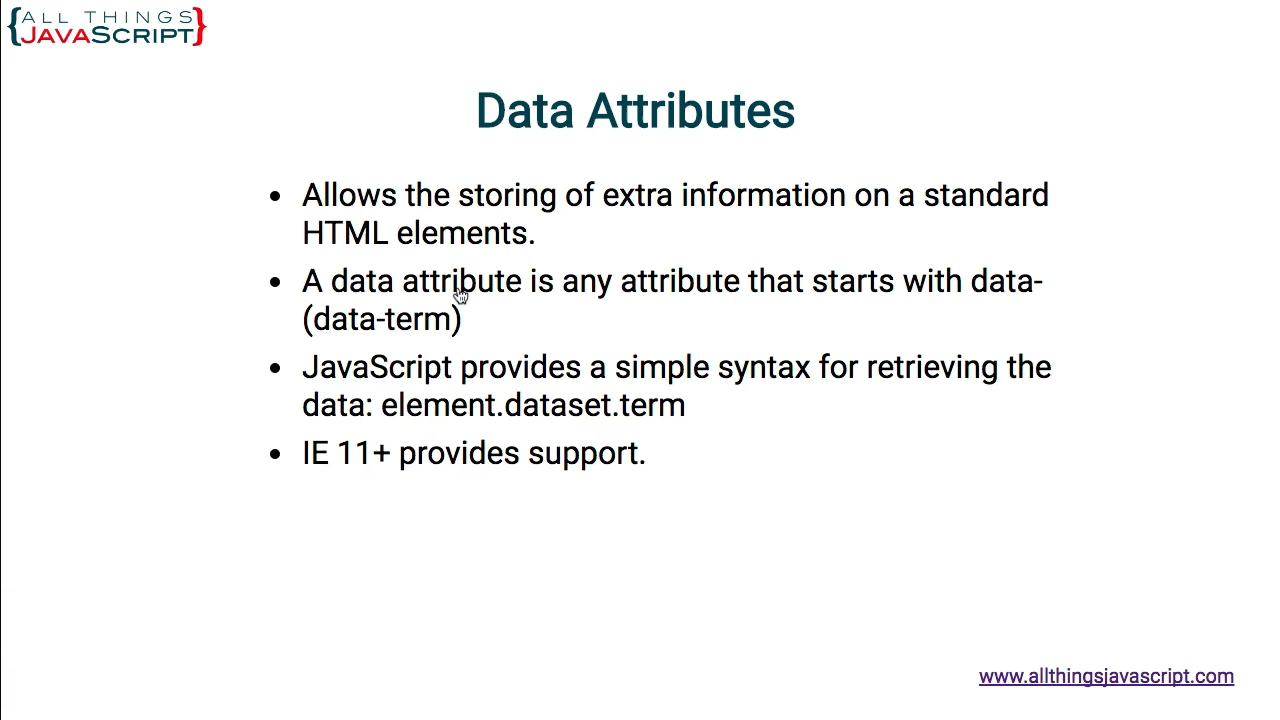 {ALL THINGS
JAVASCRIPT}
Data Attributes
• Allows the storing of extra information on a standard
HTML elements.
• A data attribute is any attribute that starts with data-
(data-term)
• JavaScript provides a simple syntax for retrieving the
data: element.dataset.term
• IE 11+ provides support.
www.allthingsjavascript.com